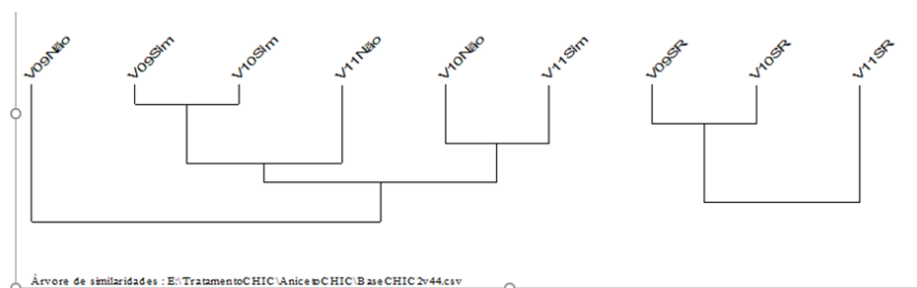 V09Não
V09Sim
V10Sim
V11Não
V10Não
V11Sim
V09SR
V10SR
V11SR
Árvore de similaridades : E:\TratamentoCHIC\AnicetoCHIC\BaseCHIC2v44.csv